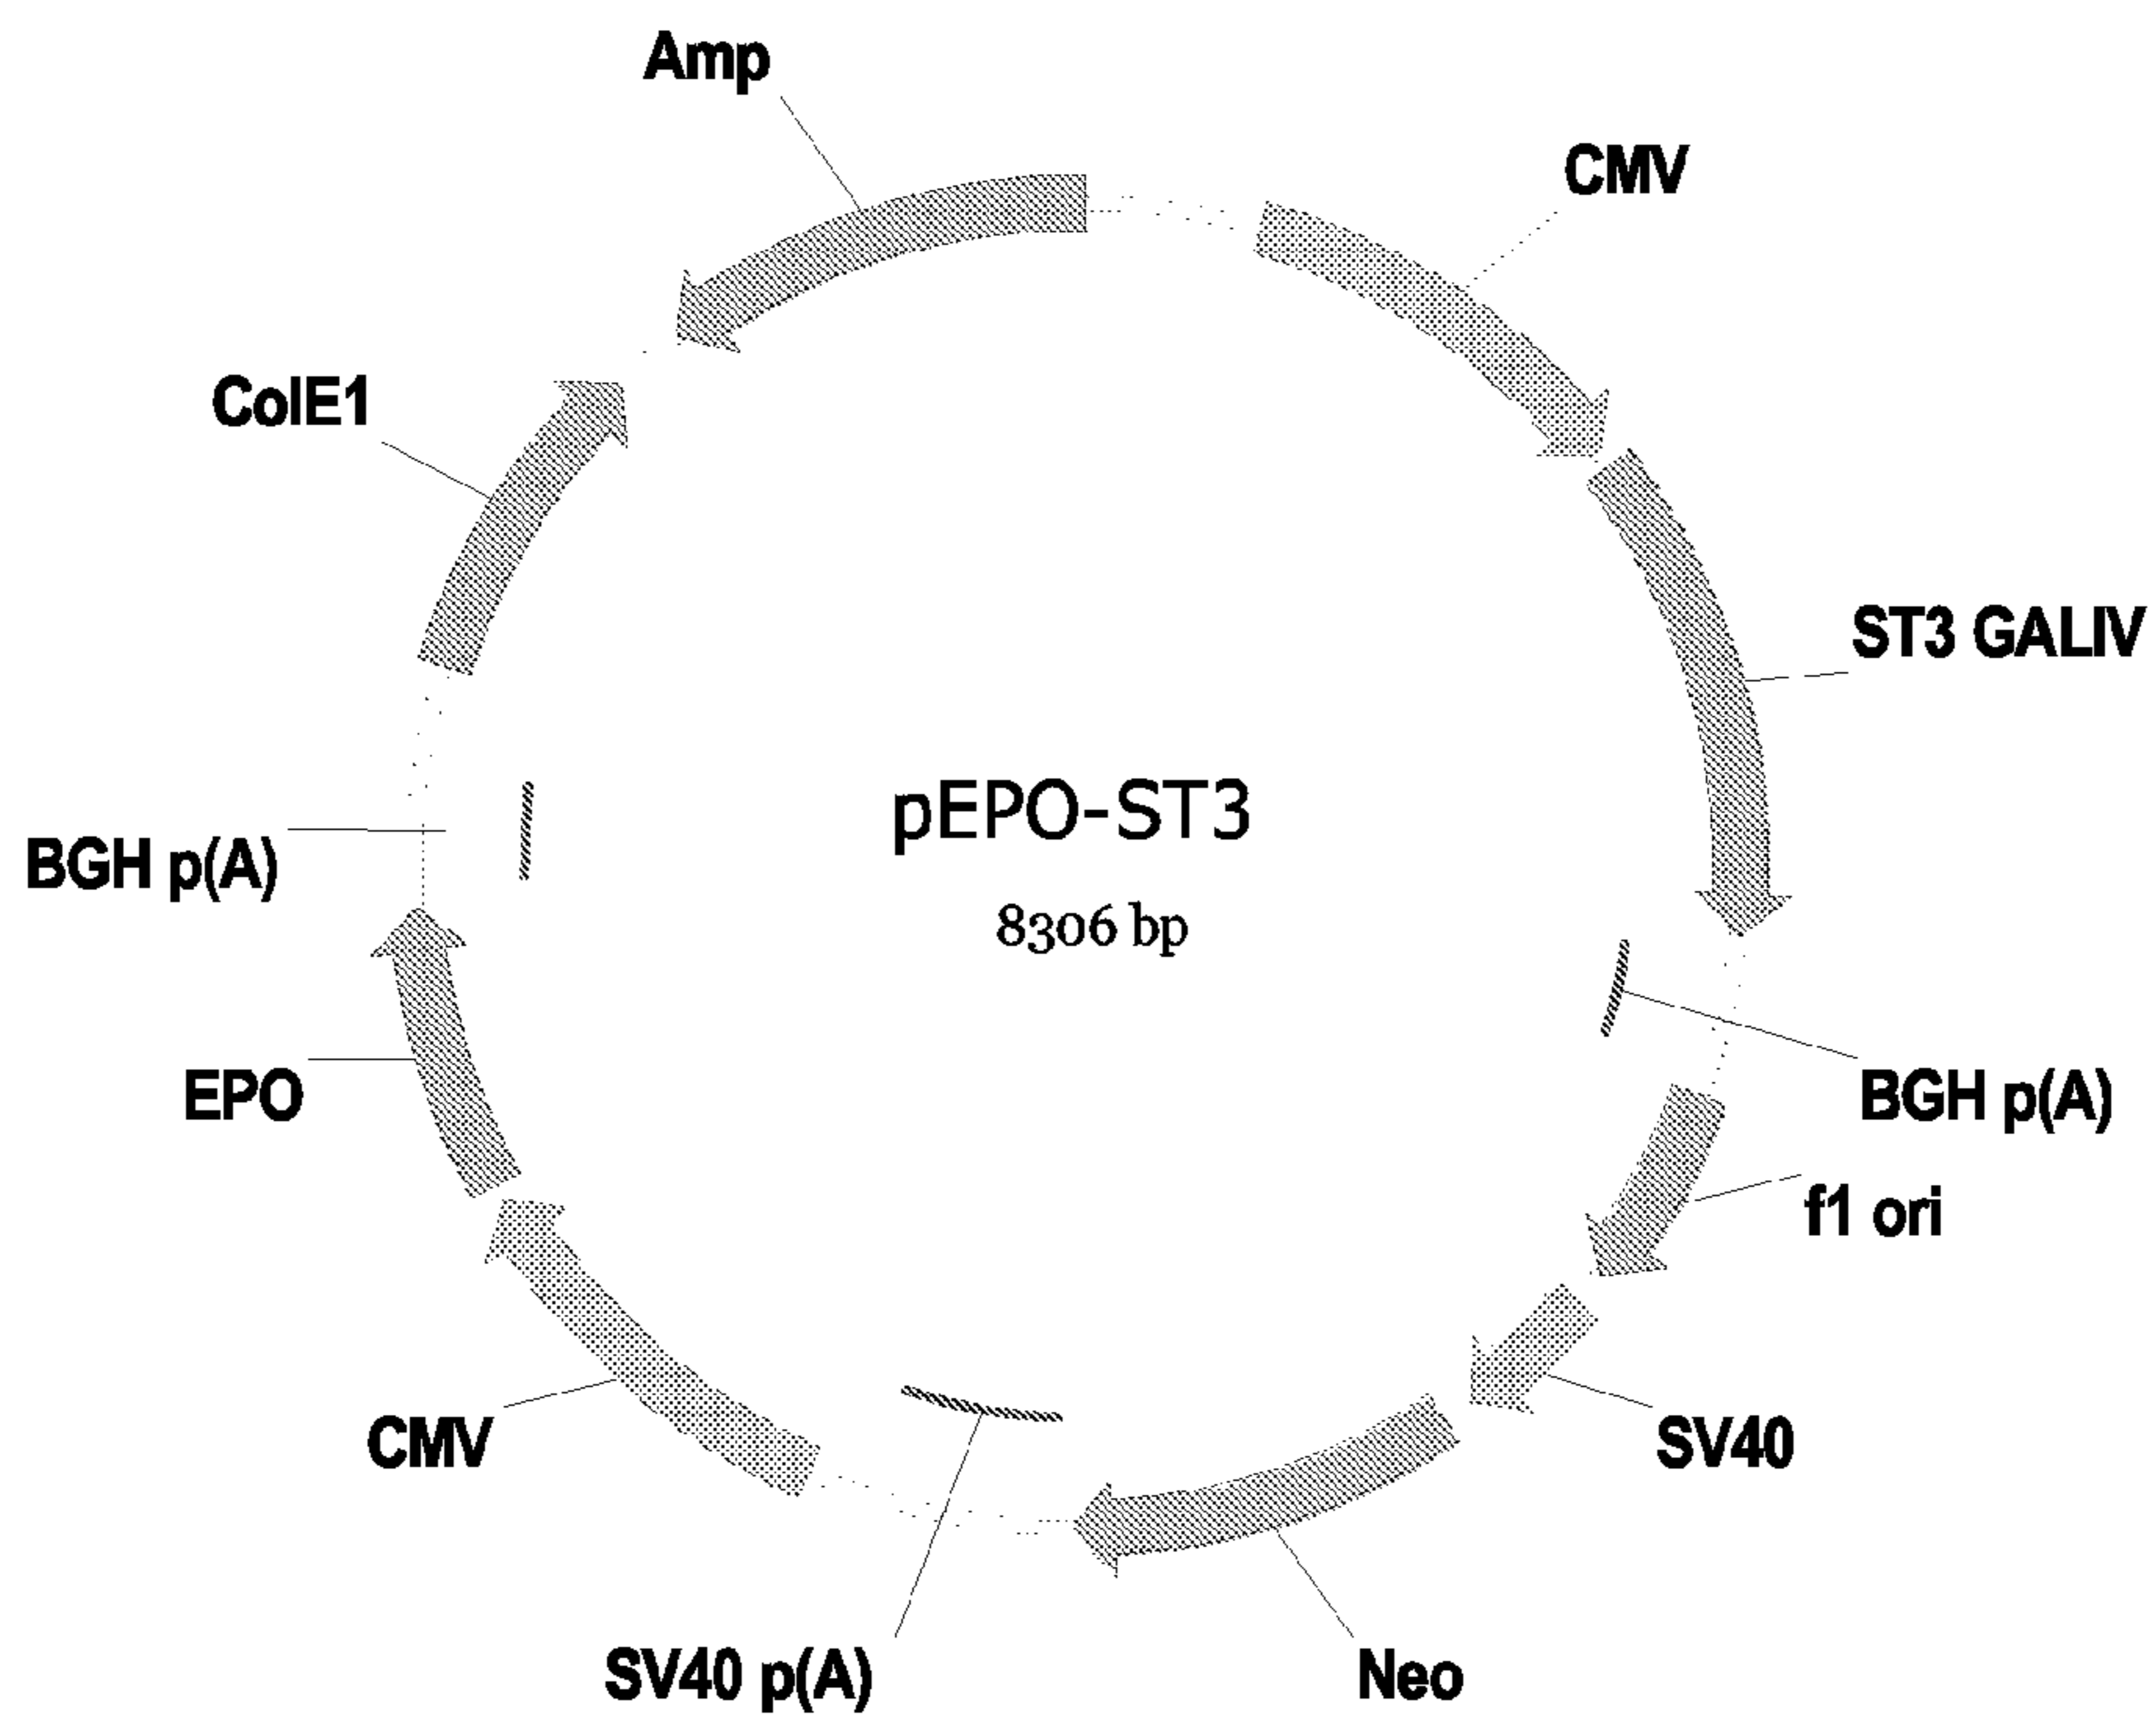 Amp
CMV
ColE1
ST3 GALIV
pEPO-ST3
BGH p(A)
8306 bp
EPO
BGH p(A)
f1 ori
CMV
SV40
SV40 p(A)
Neo